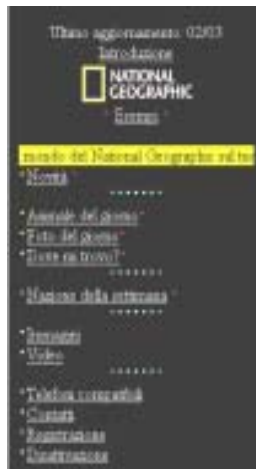 Ultimo aggiornamento: 02/03
Introduzione
NATIONAL
GEOGRAPHIC
mondo del National Geographic sul tuo
*Novità
*******
*Animale del giorno*
*Foto del giorno*
*Dove mi trovo?*
*******
*Nazione della settimana*
*******
*Immagini
*Video
*******
*Telefoni compatibili
*Contatti
*Registrazione
*Disattivazione